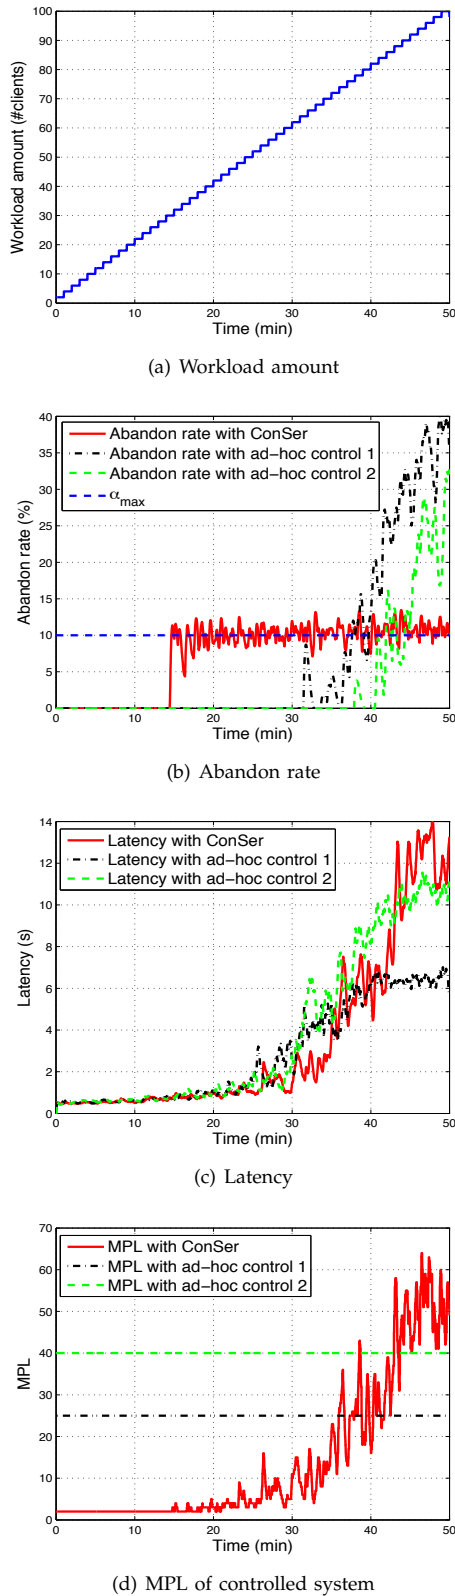 100
90
80
70
60
50
40
30
20
10
0
Workload amount (#clients)
0 10 20 30 40 50
Time (min)
(a) Workload amount
40
35
30
25
20
15
10
5
0
Abandon rate (%)
Abandon rate with ConSer
Abandon rate with ad-hoc control 1
Abandon rate with ad-hoc control 2
α_max
0 10 20 30 40 50
Time (min)
(b) Abandon rate
14
12
10
8
6
4
2
0
Latency (s)
Latency with ConSer
Latency with ad-hoc control 1
Latency with ad-hoc control 2
0 10 20 30 40 50
Time (min)
(c) Latency
70
60
50
40
30
20
10
0
MPL
MPL with ConSer
MPL with ad-hoc control 1
MPL with ad-hoc control 2
0 10 20 30 40 50
Time (min)
(d) MPL of controlled system